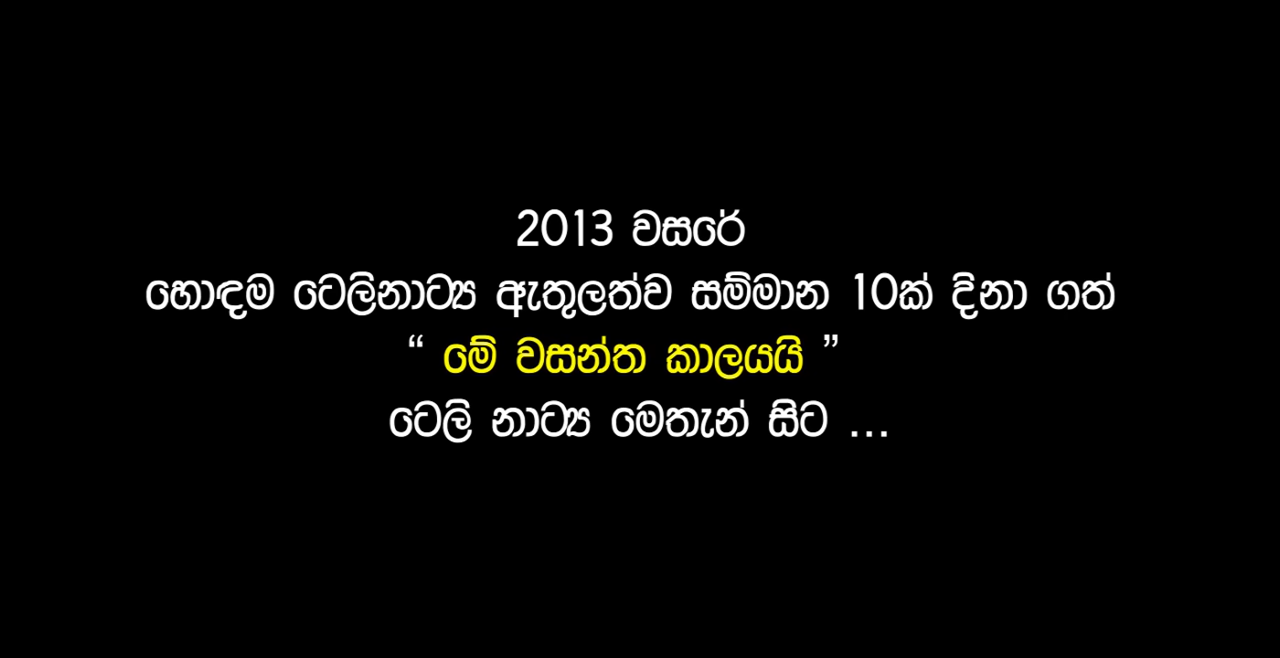 2013 වසරේ
හොඳම ටෙලිනාට්‍ය ඇතුලත්ව සම්මාන 10ක් දිනා ගත්
“ මේ වසන්ත කාලයයි ”
ටෙලි නාට්‍ය මෙතැන් සිට ...